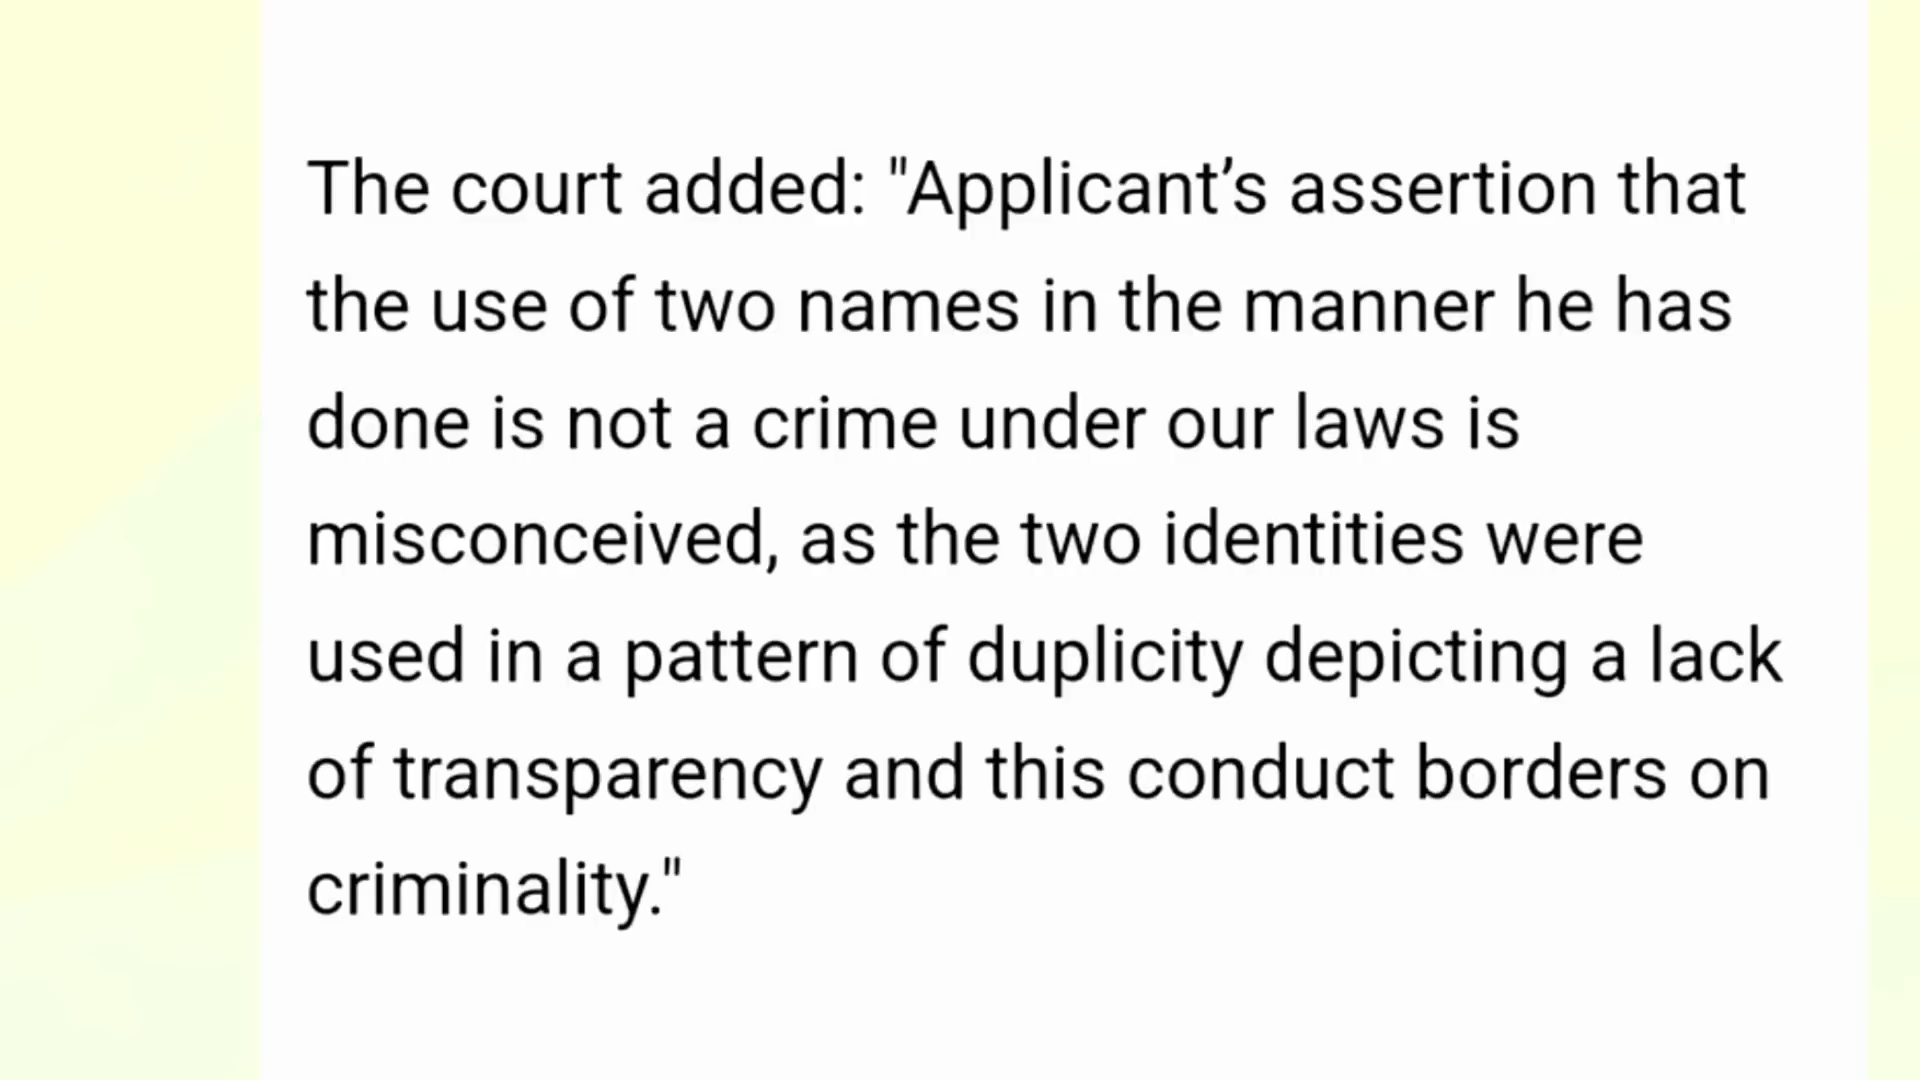 The court added: "Applicant’s assertion that
the use of two names in the manner he has
done is not a crime under our laws is
misconceived, as the two identities were
used in a pattern of duplicity depicting a lack
of transparency and this conduct borders on
criminality."